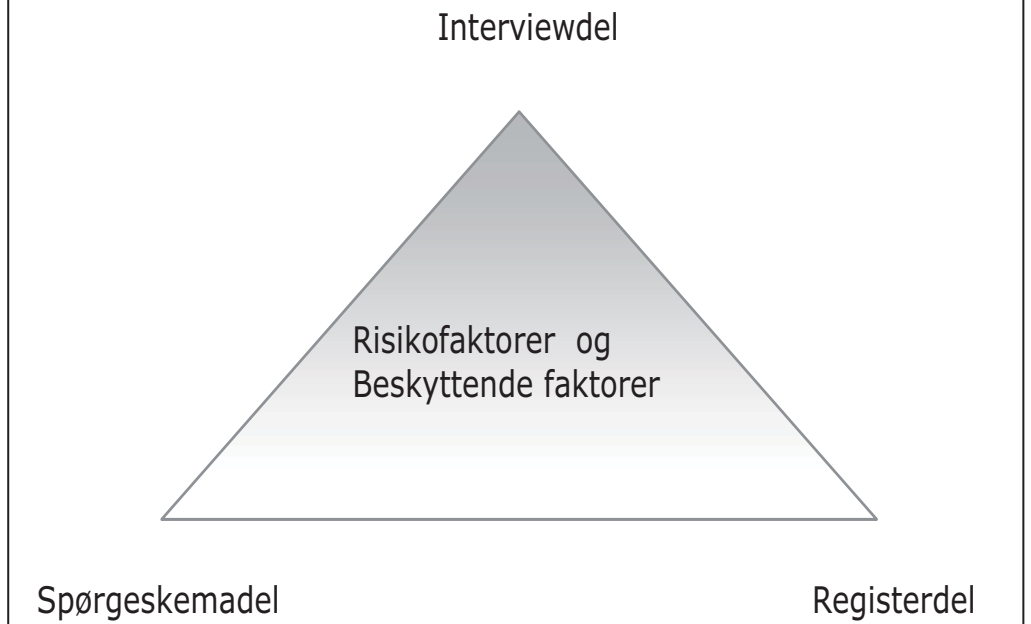 Interviewdel
Risikofaktorer og
Beskyttende faktorer
Spørgeskemadel
Registerdel